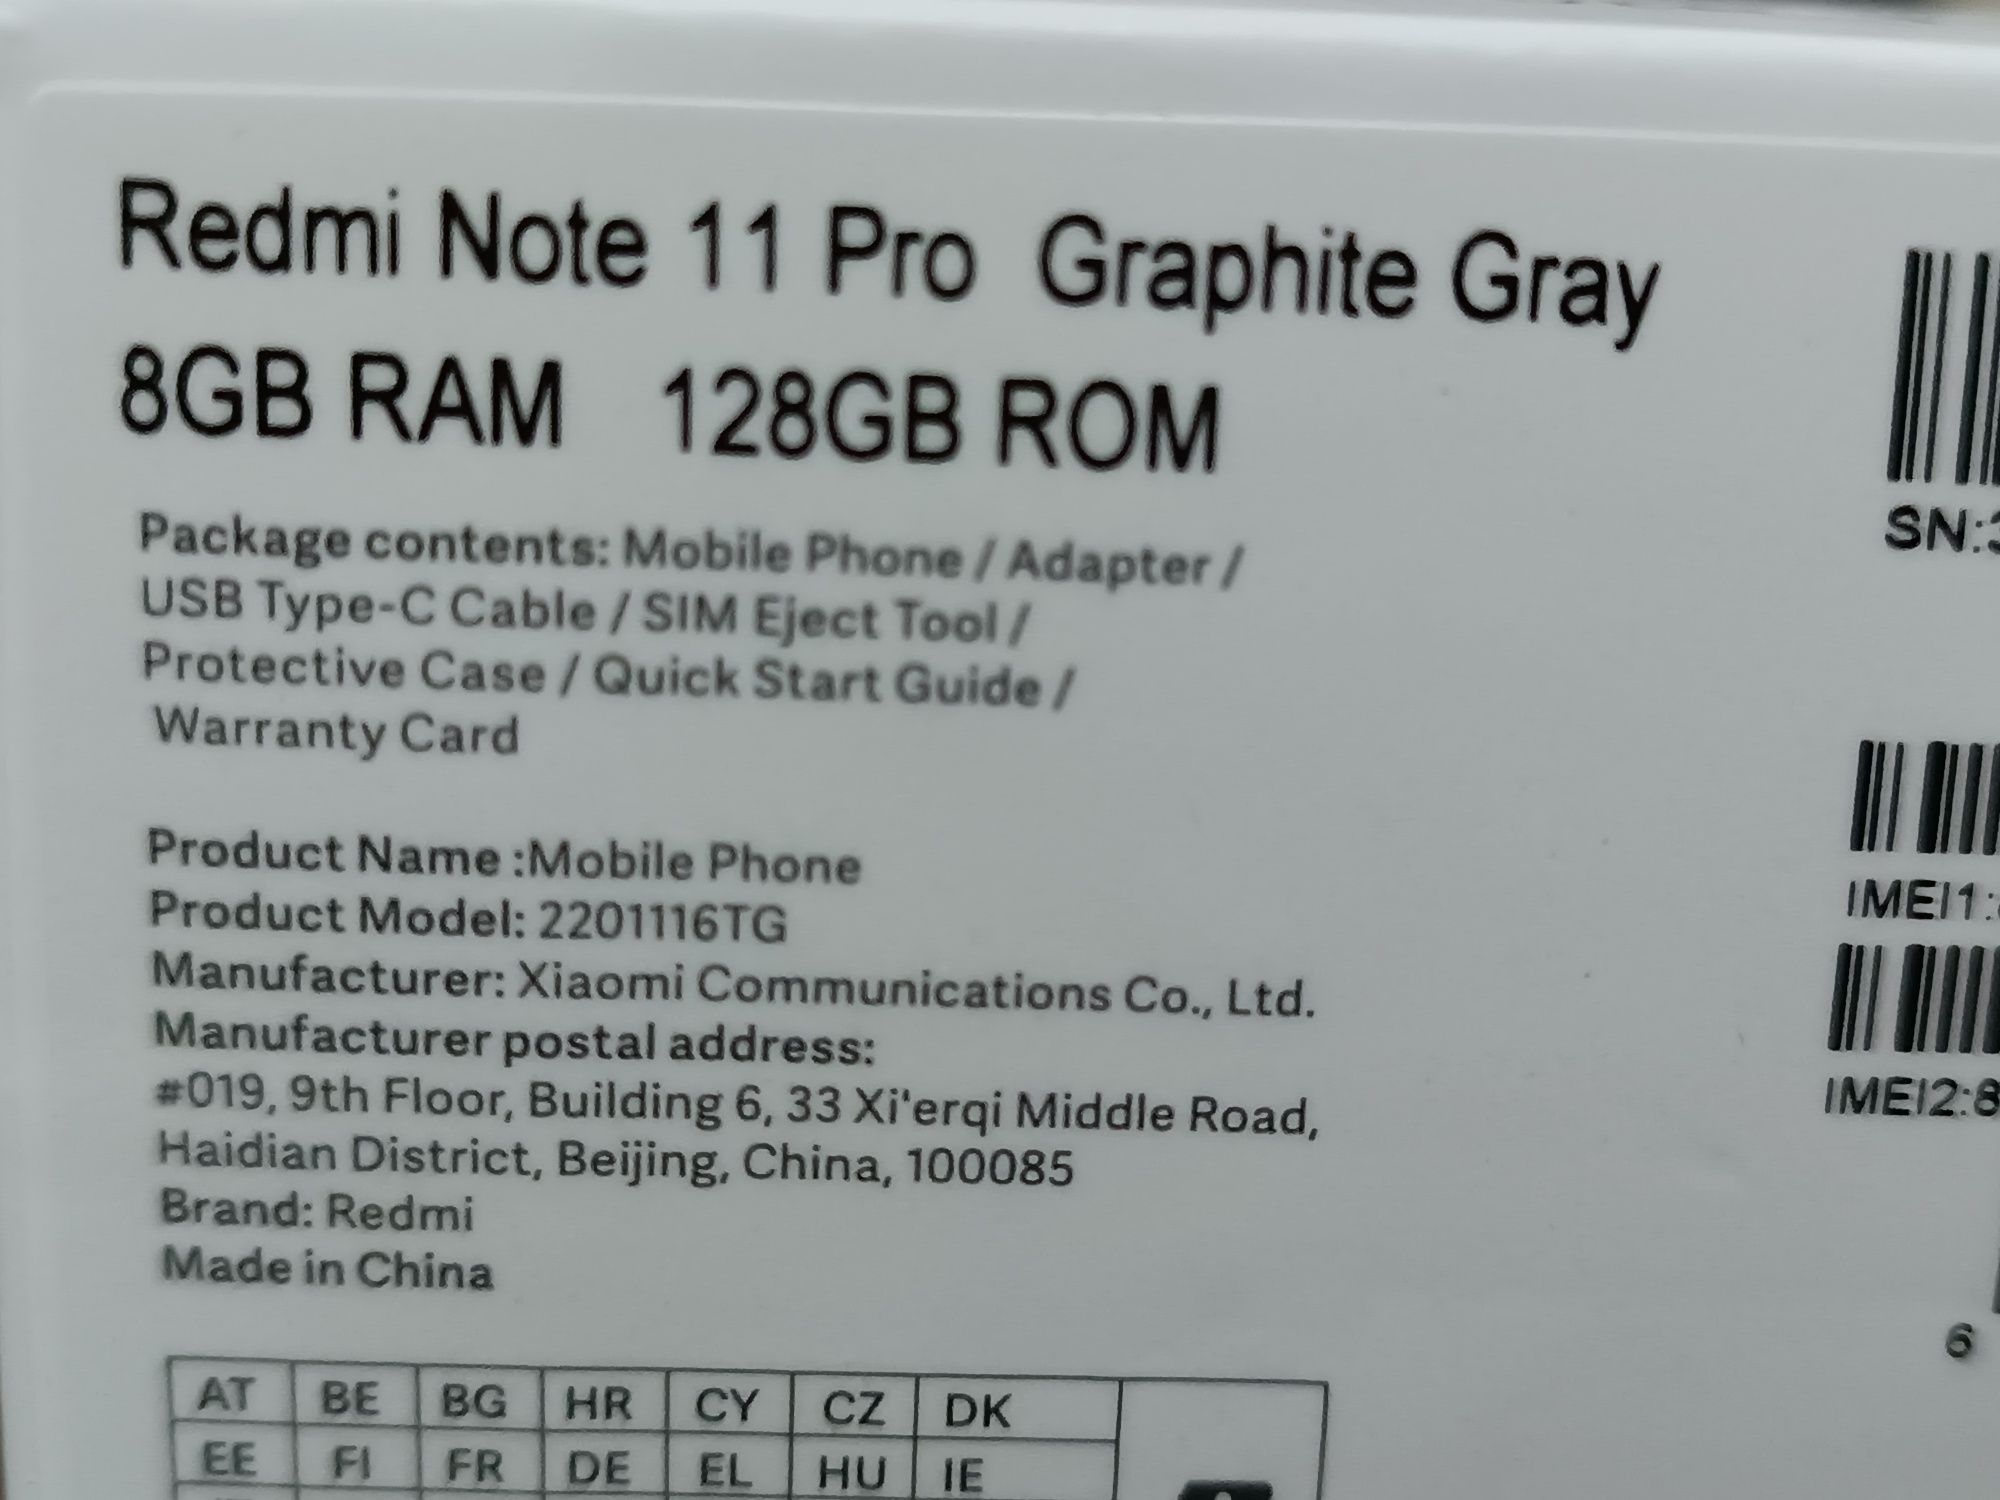 Redmi Note 11 Pro Graphite Gray
8GB RAM 128GB ROM
Package contents: Mobile Phone / Adapter /
USB Type-C Cable / SIM Eject Tool /
Protective Case / Quick Start Guide /
Warranty Card
Product Name :Mobile Phone
Product Model: 2201116TG
Manufacturer: Xiaomi Communications Co., Ltd.
Manufacturer postal address:
#019, 9th Floor, Building 6, 33 Xi'erqi Middle Road,
Haidian District, Beijing, China, 100085
Brand: Redmi
Made in China
AT BE BG HR CY CZ DK
EE FI FR DE EL HU IE
SN:
IMEI1:
IMEI2:8
6